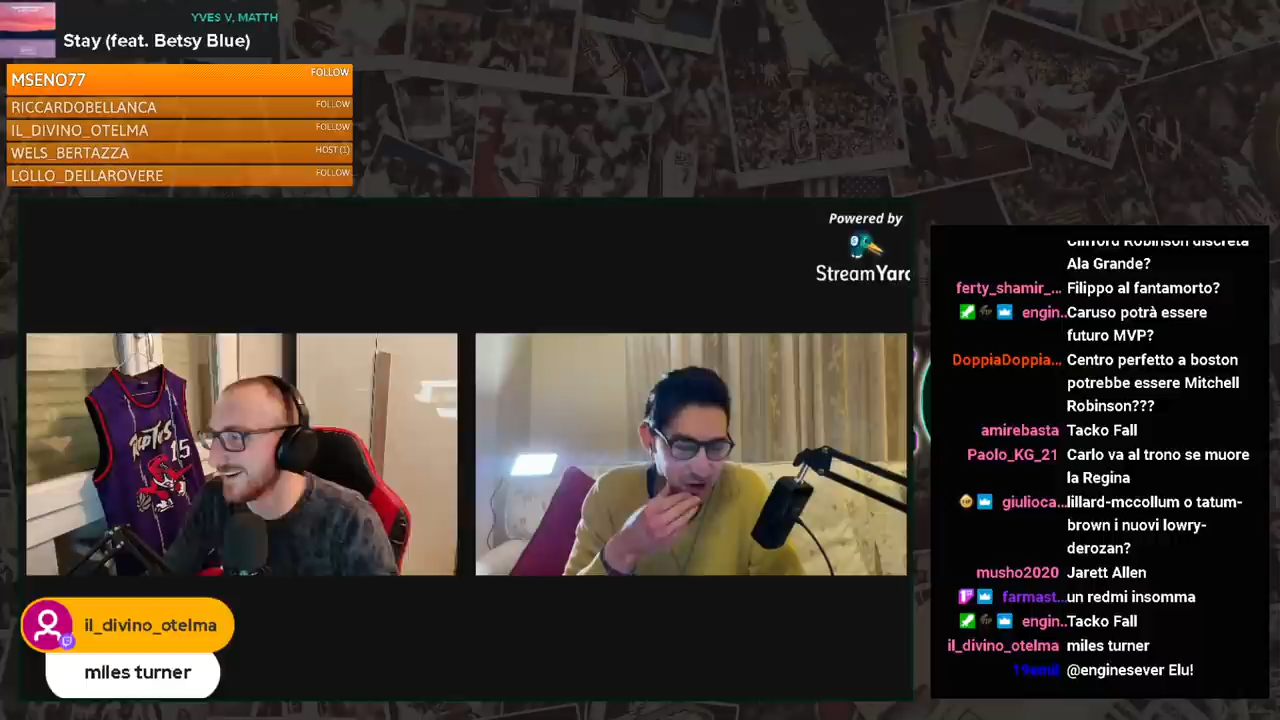 YVES V, MATTH
Stay (feat. Betsy Blue)
MSENO77 FOLLOW
RICCARDOBELLANCA FOLLOW
IL_DIVINO_OTELMA FOLLOW
WELS_BERTAZZA HOST (1)
LOLLO_DELLAROVERE FOLLOW
Powered by
StreamYard
RAPTORS
15
il_divino_otelma
miles turner
Clifford Robinson discreta
Ala Grande?
ferty_shamir_... Filippo al fantamorto?
engin.. Caruso potrà essere
futuro MVP?
DoppiaDoppia... Centro perfetto a boston
potrebbe essere Mitchell
Robinson???
amirebasta Tacko Fall
Paolo_KG_21 Carlo va al trono se muore
la Regina
giulioca... lillard-mccollum o tatum-
brown i nuovi lowry-
derozan?
musho2020 Jarett Allen
farmast... un redmi insomma
engin.. Tacko Fall
il_divino_otelma miles turner
19emil @enginesever Elu!